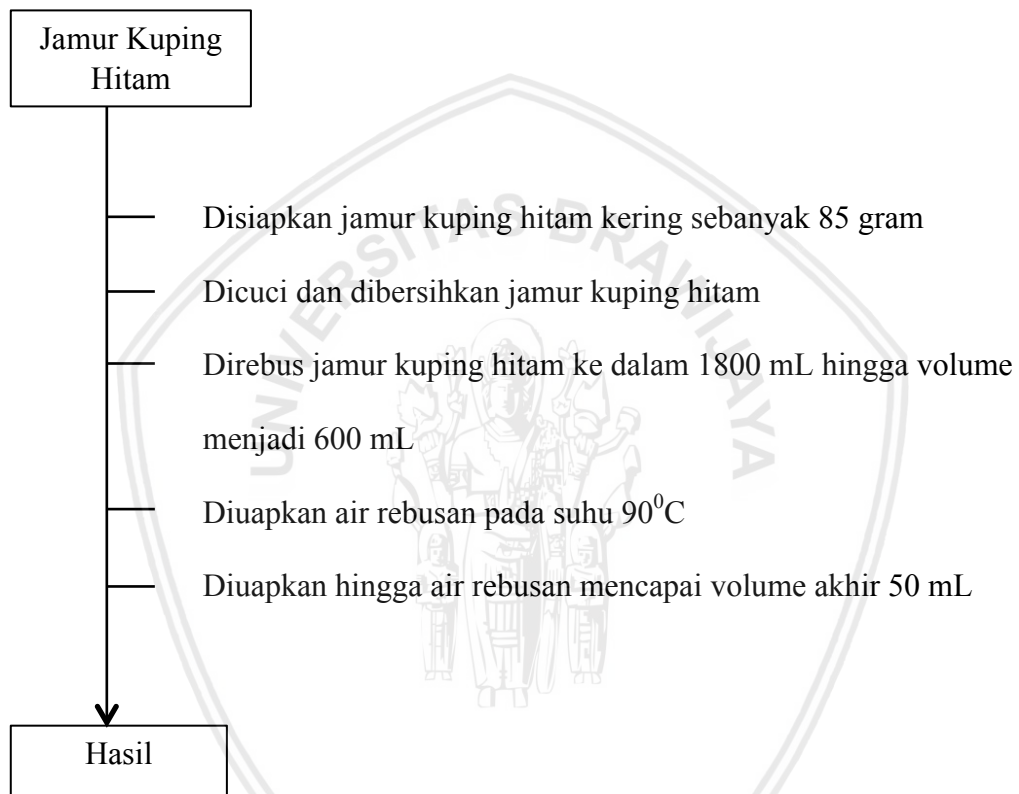 Jamur Kuping
Hitam
Disiapkan jamur kuping hitam kering sebanyak 85 gram
Dicuci dan dibersihkan jamur kuping hitam
Direbus jamur kuping hitam ke dalam 1800 mL hingga volume
menjadi 600 mL
Diuapkan air rebusan pada suhu 90⁰C
Diuapkan hingga air rebusan mencapai volume akhir 50 mL
Hasil
UNIVERSITAS BRAWIJAYA